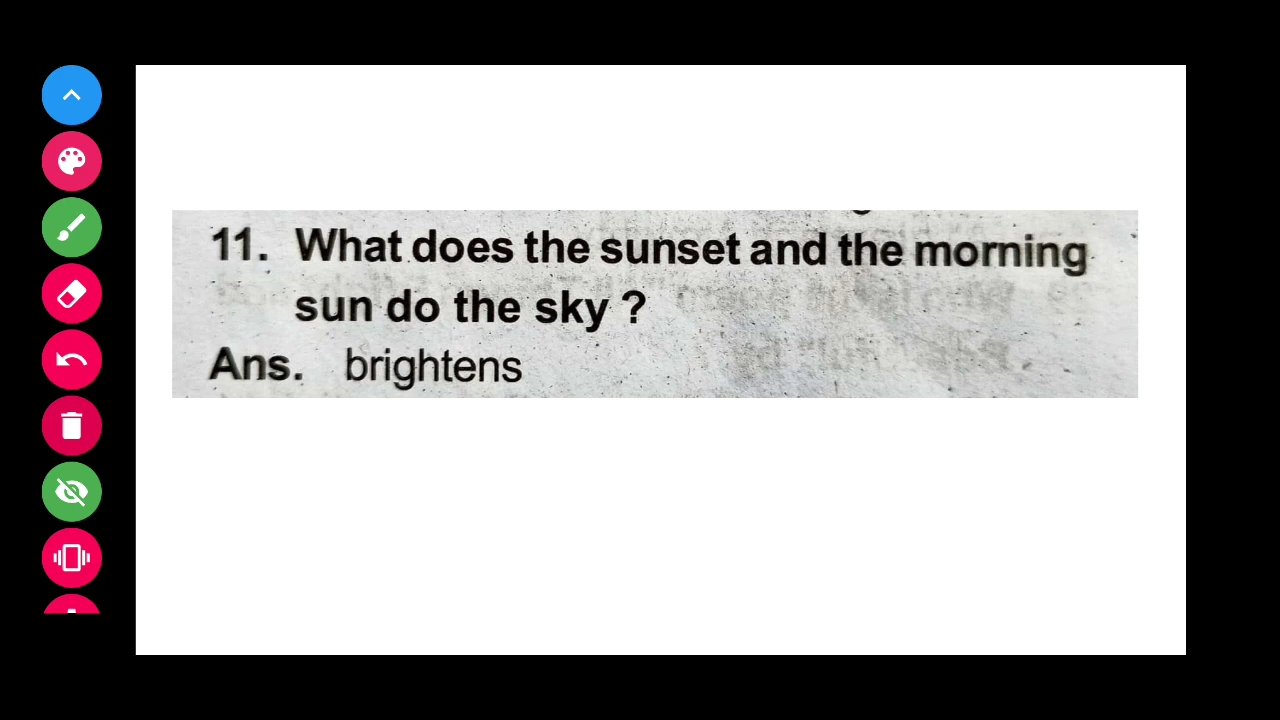 11. What does the sunset and the morning
sun do the sky ?
Ans. brightens